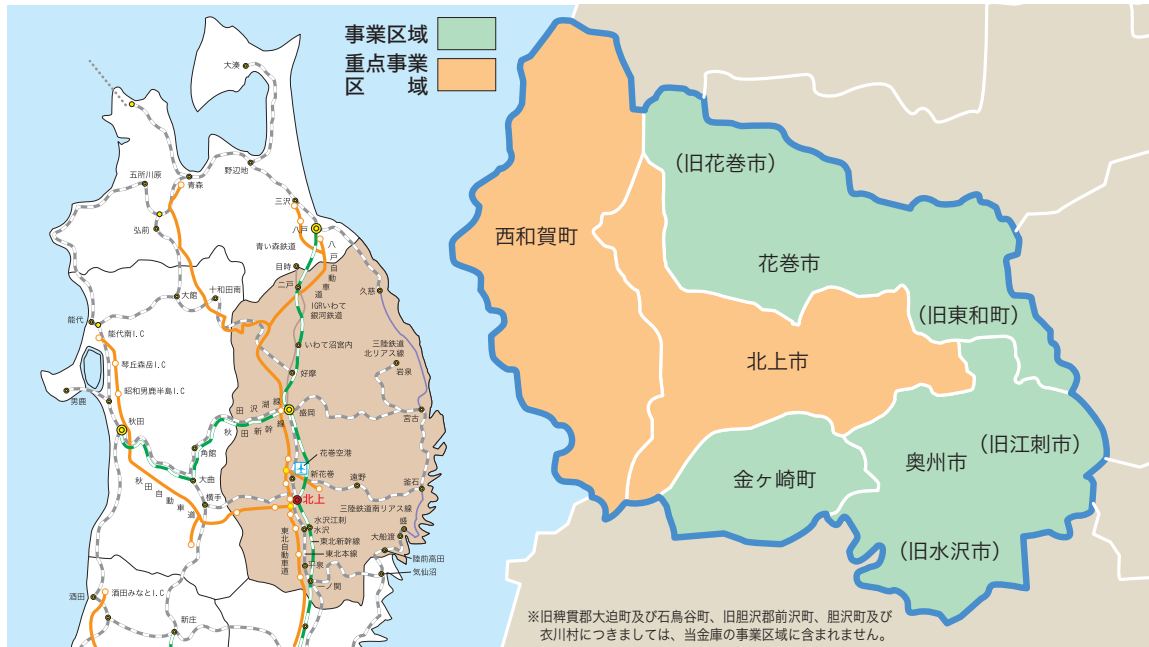 事業区域
重点事業
区　　域
大湊
五所川原
青森
野辺地
三沢
弘前
八戸
青い森鉄道
目時
八戸自動車道
二戸
十和田南
大館
久慈
IGRいわて
銀河鉄道
能代
能代南I.C
いわて沼宮内
三陸鉄道
北リアス線
岩泉
琴丘森岳I.C
好摩
昭和男鹿半島I.C
男鹿
田沢湖線
盛岡
宮古
秋田
秋田新幹線
角館
花巻空港
新花巻
大曲
遠野
釜石
秋田自動車道
横手
北上
三陸鉄道南リアス線
水沢江刺
水沢
盛
大船渡
東北新幹線
東北本線
東北自動車道
陸前高田
千泉
気仙沼
一ノ関
酒田
酒田みなとI.C
新庄
（旧花巻市）
西和賀町
花巻市
（旧東和町）
北上市
（旧江刺市）
奥州市
金ヶ崎町
（旧水沢市）
※旧稗貫郡大迫町及び石鳥谷町、旧胆沢郡前沢町、胆沢町及び
衣川村につきましては、当金庫の事業区域に含まれません。